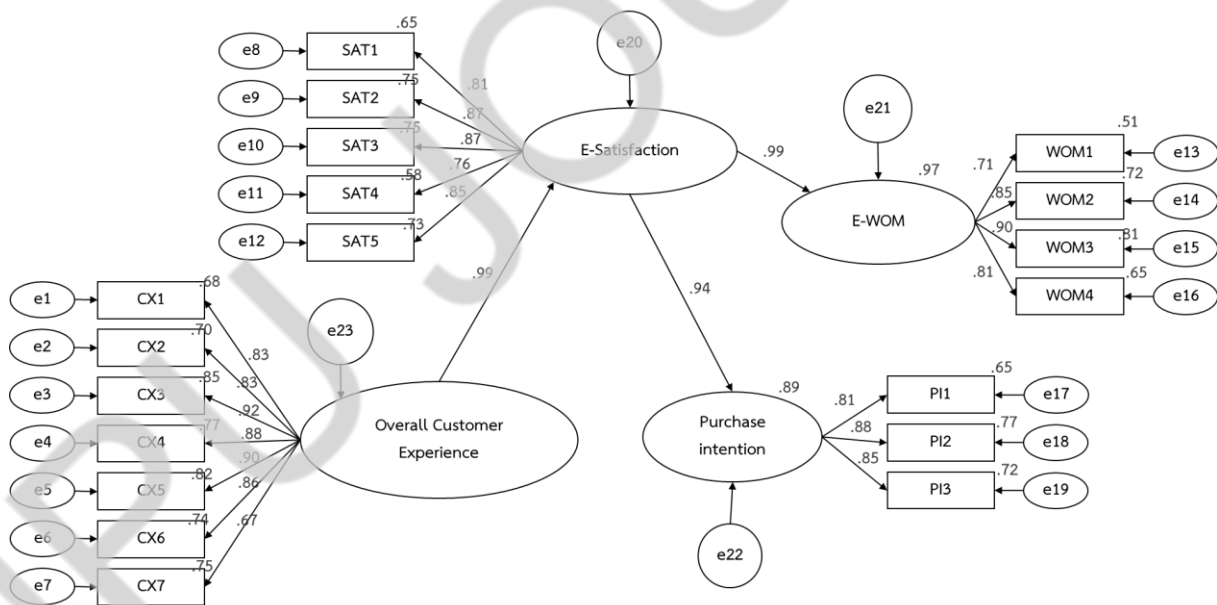 .65
e8
SAT1
.81
.75
e9
SAT2
.87
.75
e10
SAT3
.87
.58
e11
SAT4
.76
.73
e12
SAT5
.85
e20
E-Satisfaction
.99
e21
.97
E-WOM
.51
.71
WOM1
e13
.72
.85
WOM2
e14
.81
.90
WOM3
e15
.65
.81
WOM4
e16
.99
.94
.68
e1
CX1
.83
.70
e2
CX2
.83
.85
e3
CX3
.92
.77
e4
CX4
.88
.82
e5
CX5
.90
.74
e6
CX6
.86
.75
e7
CX7
.67
e23
Overall Customer
Experience
.89
Purchase
intention
e22
.65
.81
PI1
e17
.77
.88
PI2
e18
.72
.85
PI3
e19